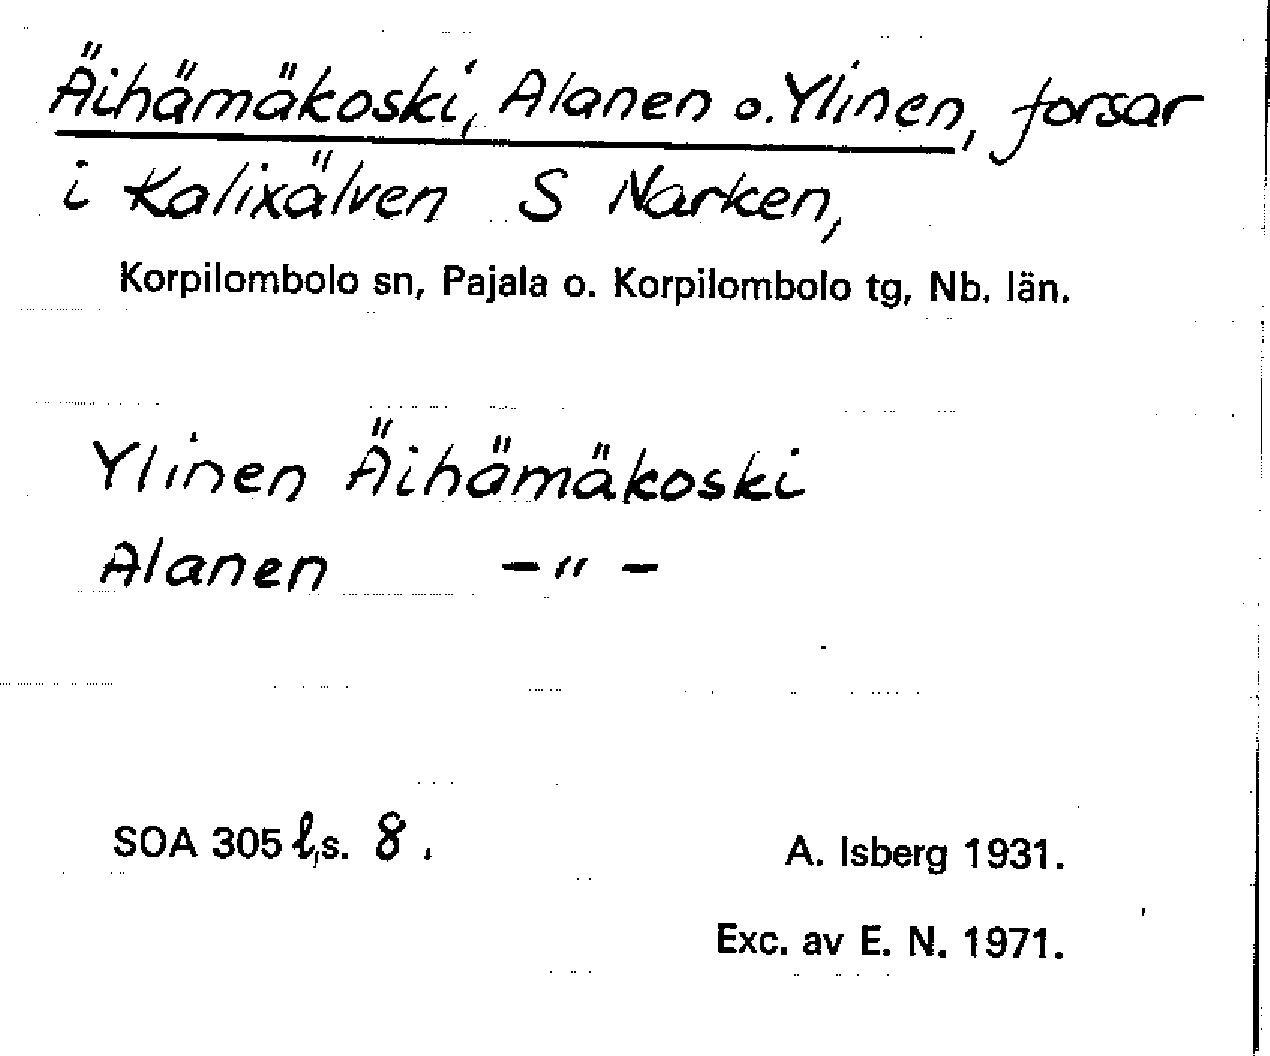 Äihämäkoski, Alanen o. Ylinen, forsar
i Kalixälven S Narken,
Korpilombolo sn, Pajala o. Korpilombolo tg, Nb. län.
Ylinen Äihämäkoski
Alanen –"–
SOA 305 l,s. 8.
A. Isberg 1931.
Exc. av E. N. 1971.